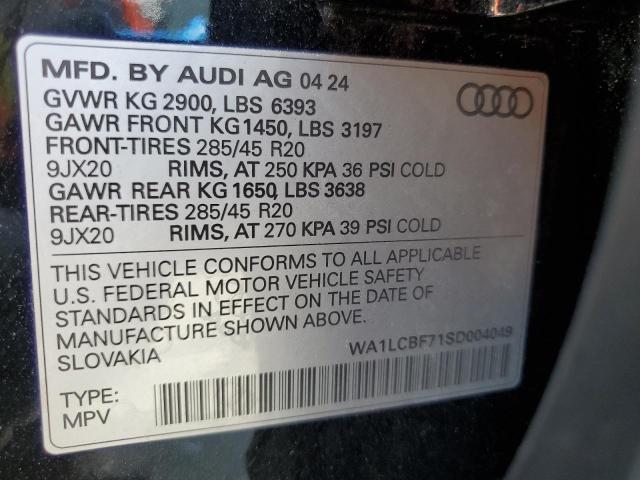 MFD. BY AUDI AG 04 24
GVWR KG 2900, LBS 6393
GAWR FRONT KG1450, LBS 3197
FRONT-TIRES 285/45 R20
9JX20 RIMS, AT 250 KPA 36 PSI COLD
GAWR REAR KG 1650, LBS 3638
REAR-TIRES 285/45 R20
9JX20 RIMS, AT 270 KPA 39 PSI COLD
THIS VEHICLE CONFORMS TO ALL APPLICABLE
U.S. FEDERAL MOTOR VEHICLE SAFETY
STANDARDS IN EFFECT ON THE DATE OF
MANUFACTURE SHOWN ABOVE.
SLOVAKIA
WA1LCBF71SD004049
TYPE:
MPV